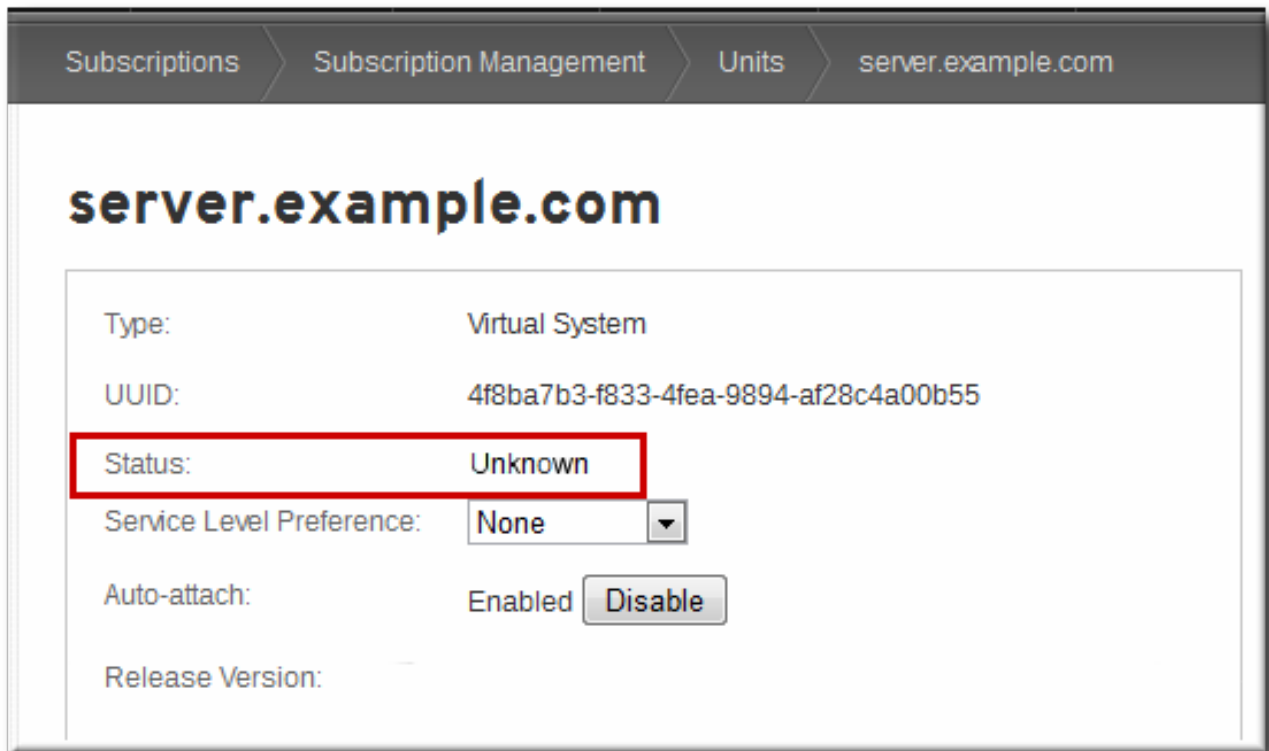 Subscriptions Subscription Management Units server.example.com
server.example.com
Type: Virtual System
UUID: 4f8ba7b3-f833-4fea-9894-af28c4a00b55
Status: Unknown
Service Level Preference: None
Auto-attach: Enabled Disable
Release Version: